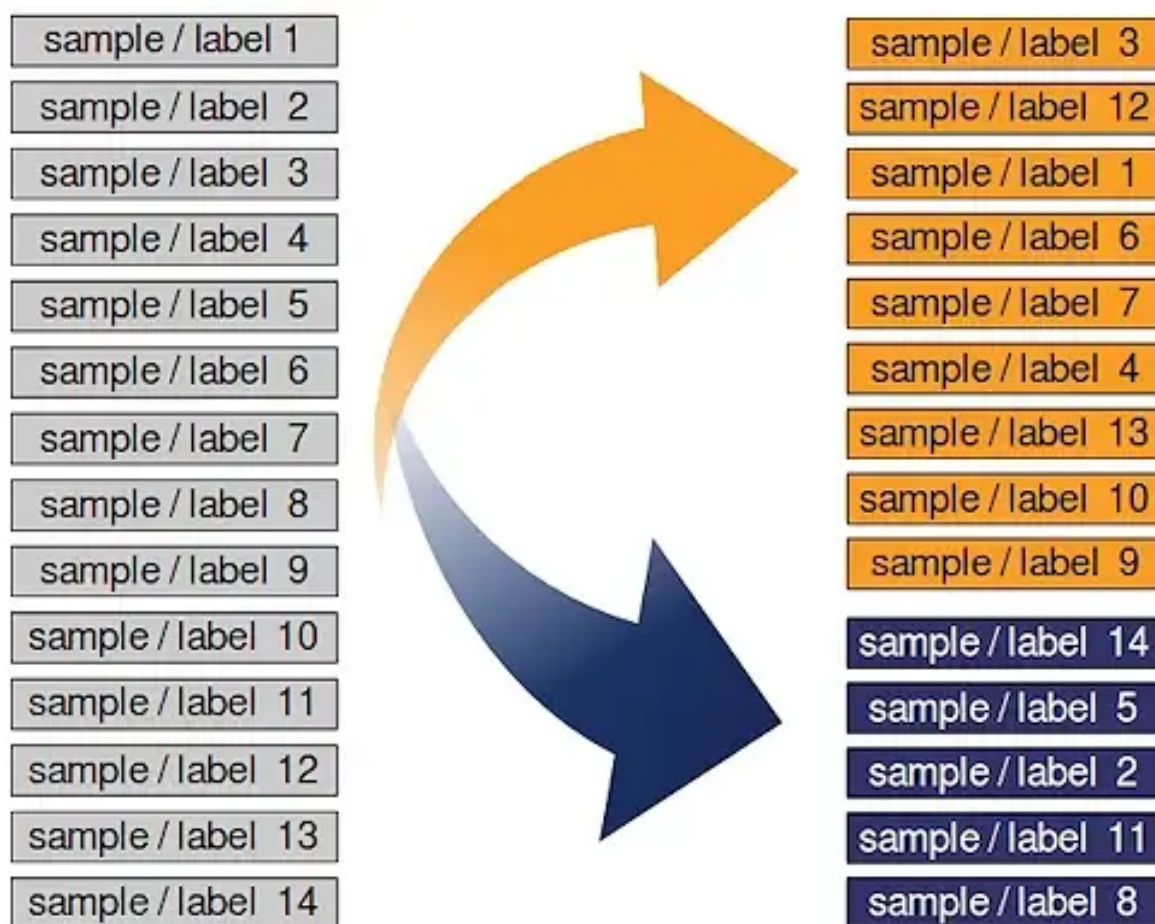 sample / label 1
sample / label 2
sample / label 3
sample / label 4
sample / label 5
sample / label 6
sample / label 7
sample / label 8
sample / label 9
sample / label 10
sample / label 11
sample / label 12
sample / label 13
sample / label 14
sample / label 3
sample / label 12
sample / label 1
sample / label 6
sample / label 7
sample / label 4
sample / label 13
sample / label 10
sample / label 9
sample / label 14
sample / label 5
sample / label 2
sample / label 11
sample / label 8